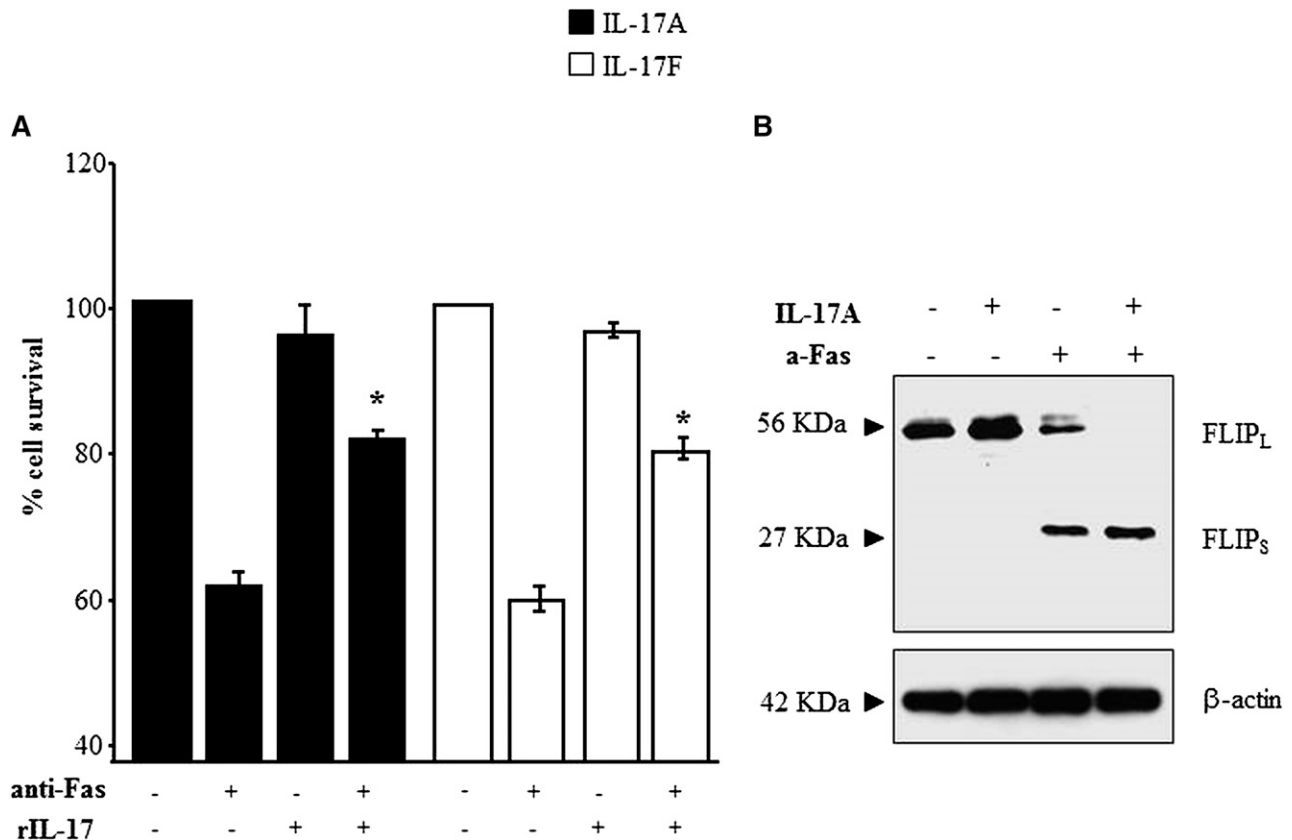 IL-17A
IL-17F
A
B
120
100
80
60
40
% cell survival
*
*
anti-Fas - + - + - + - +
rIL-17 - - + + - - + +
IL-17A - + - +
a-Fas - - + +
56 KDa
FLIPL
27 KDa
FLIPS
42 KDa
β-actin